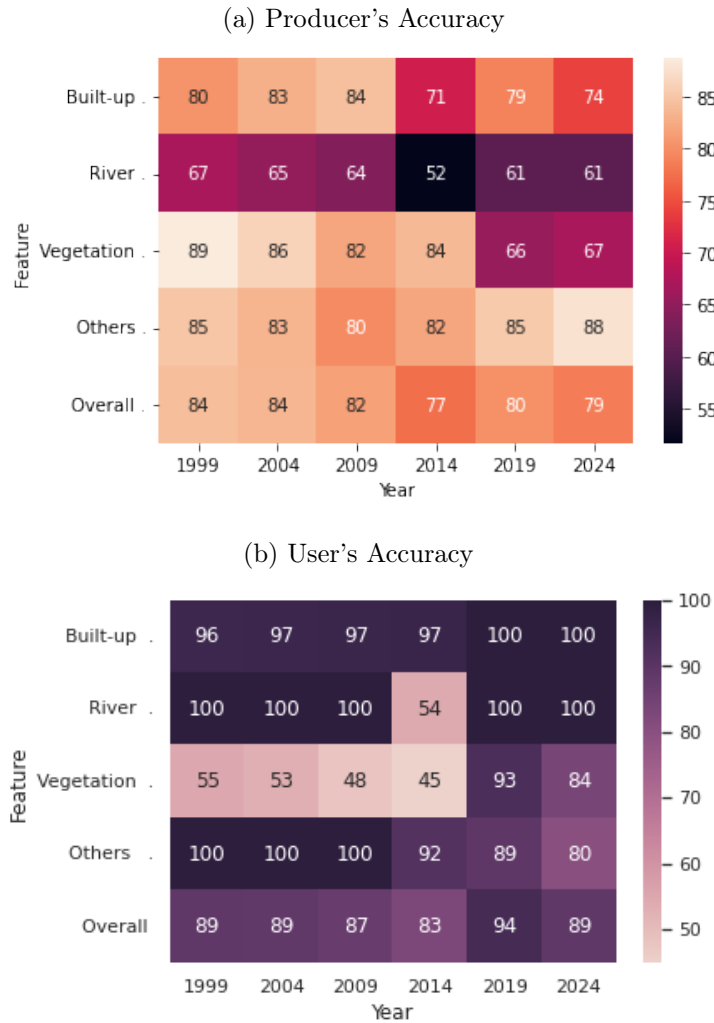 (a) Producer's Accuracy
Built-up . 80 83 84 71 79 74
River . 67 65 64 52 61 61
Vegetation . 89 86 82 84 66 67
Others . 85 83 80 82 85 88
Overall . 84 84 82 77 80 79
1999 2004 2009 2014 2019 2024
Year
Feature
85
80
75
70
65
60
55
(b) User's Accuracy
Built-up . 96 97 97 97 100 100
River . 100 100 100 54 100 100
Vegetation . 55 53 48 45 93 84
Others . 100 100 100 92 89 80
Overall 89 89 87 83 94 89
1999 2004 2009 2014 2019 2024
Year
Feature
100
90
80
70
60
50